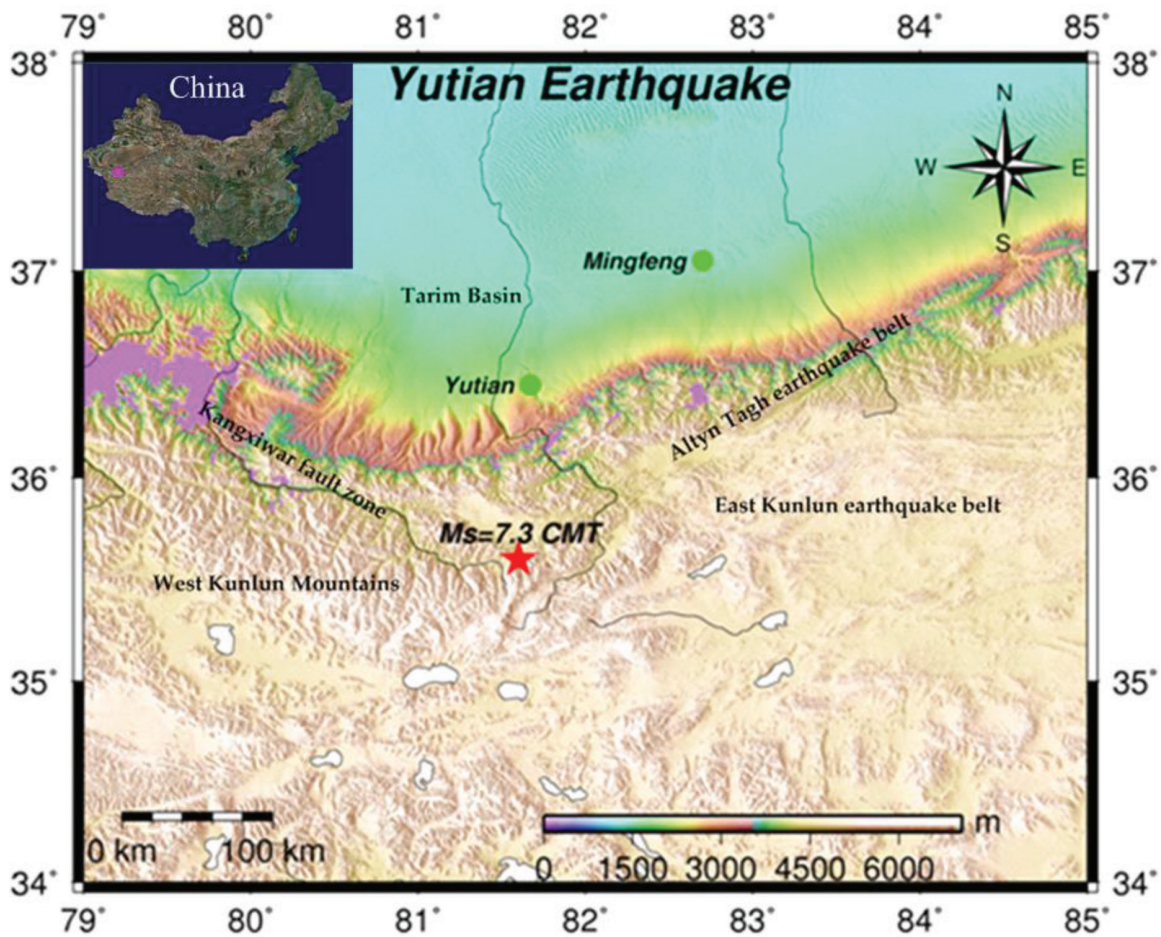 79° 80° 81° 82° 83° 84° 85°
38° 38°
China
Yutian Earthquake
N
W E
S
37° 37°
Mingfeng
Tarim Basin
Altyn Tagh earthquake belt
Yutian
Kangxiwar fault zone
36° 36°
East Kunlun earthquake belt
Ms=7.3 CMT
West Kunlun Mountains
35° 35°
m
0 km 100 km
0 1500 3000 4500 6000
34° 34°
79° 80° 81° 82° 83° 84° 85°